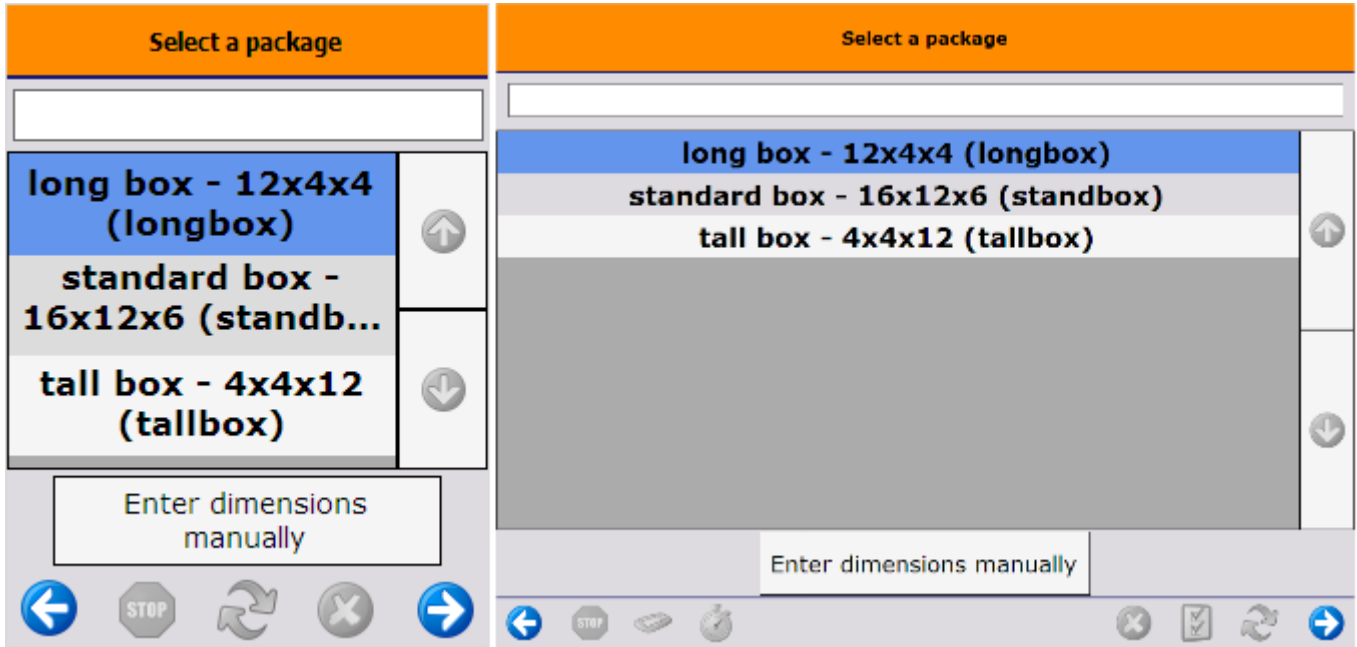 Select a package
long box - 12x4x4
(longbox)
standard box -
16x12x6 (standb...
tall box - 4x4x12
(tallbox)
Enter dimensions
manually
STOP
Select a package
long box - 12x4x4 (longbox)
standard box - 16x12x6 (standbox)
tall box - 4x4x12 (tallbox)
Enter dimensions manually
STOP